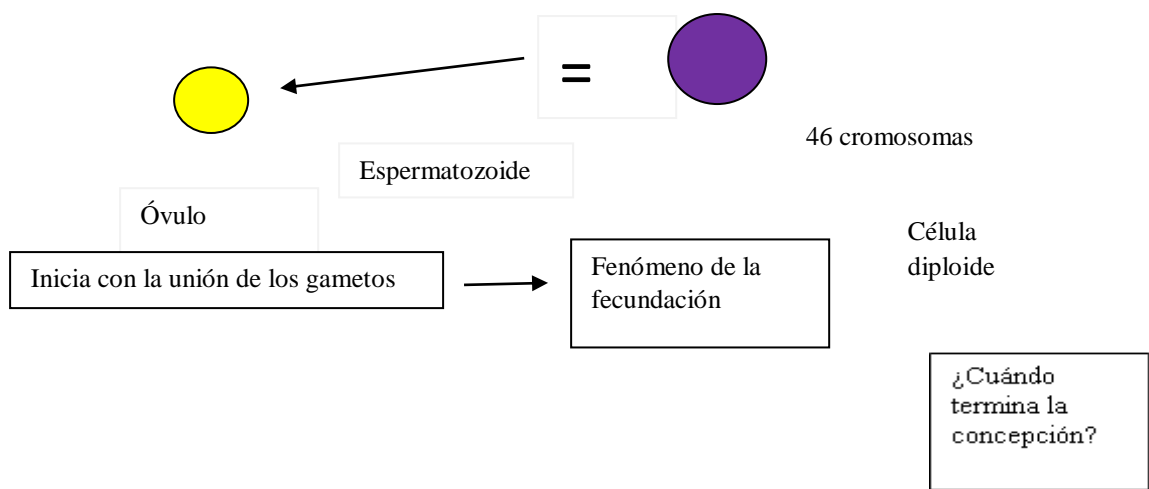 =
46 cromosomas
Espermatozoide
Óvulo
Inicia con la unión de los gametos
Fenómeno de la
fecundación
Célula
diploide
¿Cuándo
termina la
concepción?